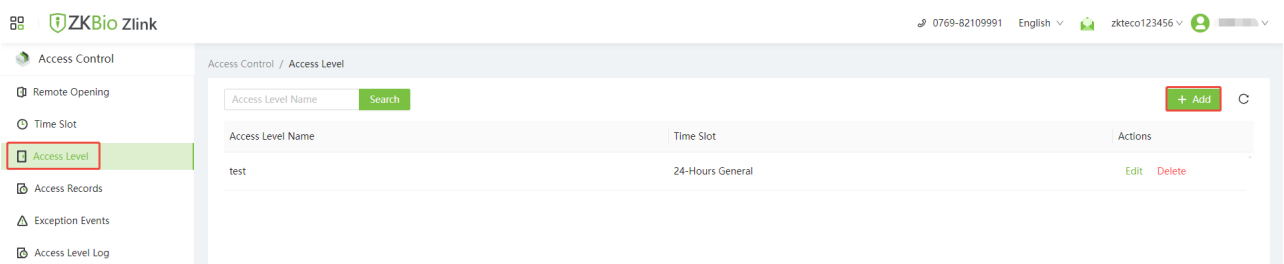 ZKBio Zlink
0769-82109991 English zkteco123456
Access Control
Access Control / Access Level
Remote Opening
Access Level Name Search + Add
Time Slot
Access Level Name Time Slot Actions
Access Level
test 24-Hours General Edit Delete
Access Records
Exception Events
Access Level Log